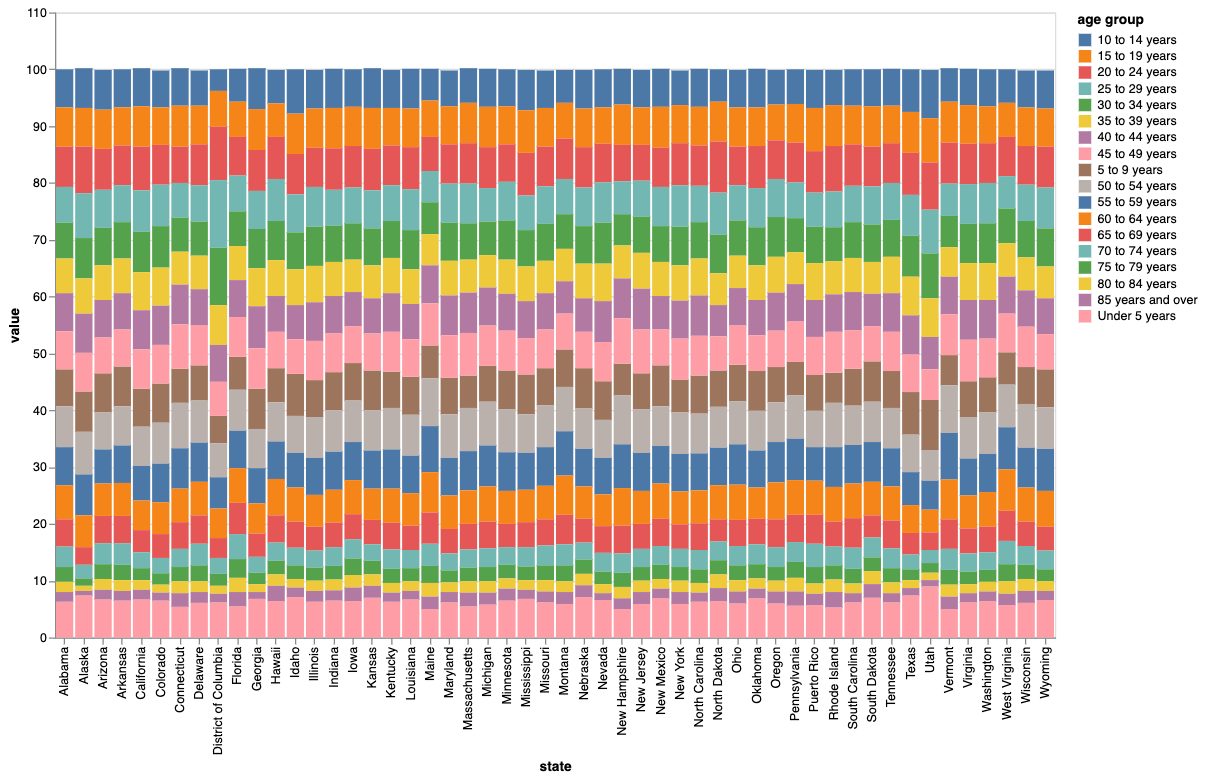 110
100
90
80
70
60
50
40
30
20
10
0
value
Alabama
Alaska
Arizona
Arkansas
California
Colorado
Connecticut
Delaware
District of Columbia
Florida
Georgia
Hawaii
Idaho
Illinois
Indiana
Iowa
Kansas
Kentucky
Louisiana
Maine
Maryland
Massachusetts
Michigan
Minnesota
Mississippi
Missouri
Montana
Nebraska
Nevada
New Hampshire
New Jersey
New Mexico
New York
North Carolina
North Dakota
Ohio
Oklahoma
Oregon
Pennsylvania
Puerto Rico
Rhode Island
South Carolina
South Dakota
Tennessee
Texas
Utah
Vermont
Virginia
Washington
West Virginia
Wisconsin
Wyoming
state
age group
10 to 14 years
15 to 19 years
20 to 24 years
25 to 29 years
30 to 34 years
35 to 39 years
40 to 44 years
45 to 49 years
5 to 9 years
50 to 54 years
55 to 59 years
60 to 64 years
65 to 69 years
70 to 74 years
75 to 79 years
80 to 84 years
85 years and over
Under 5 years